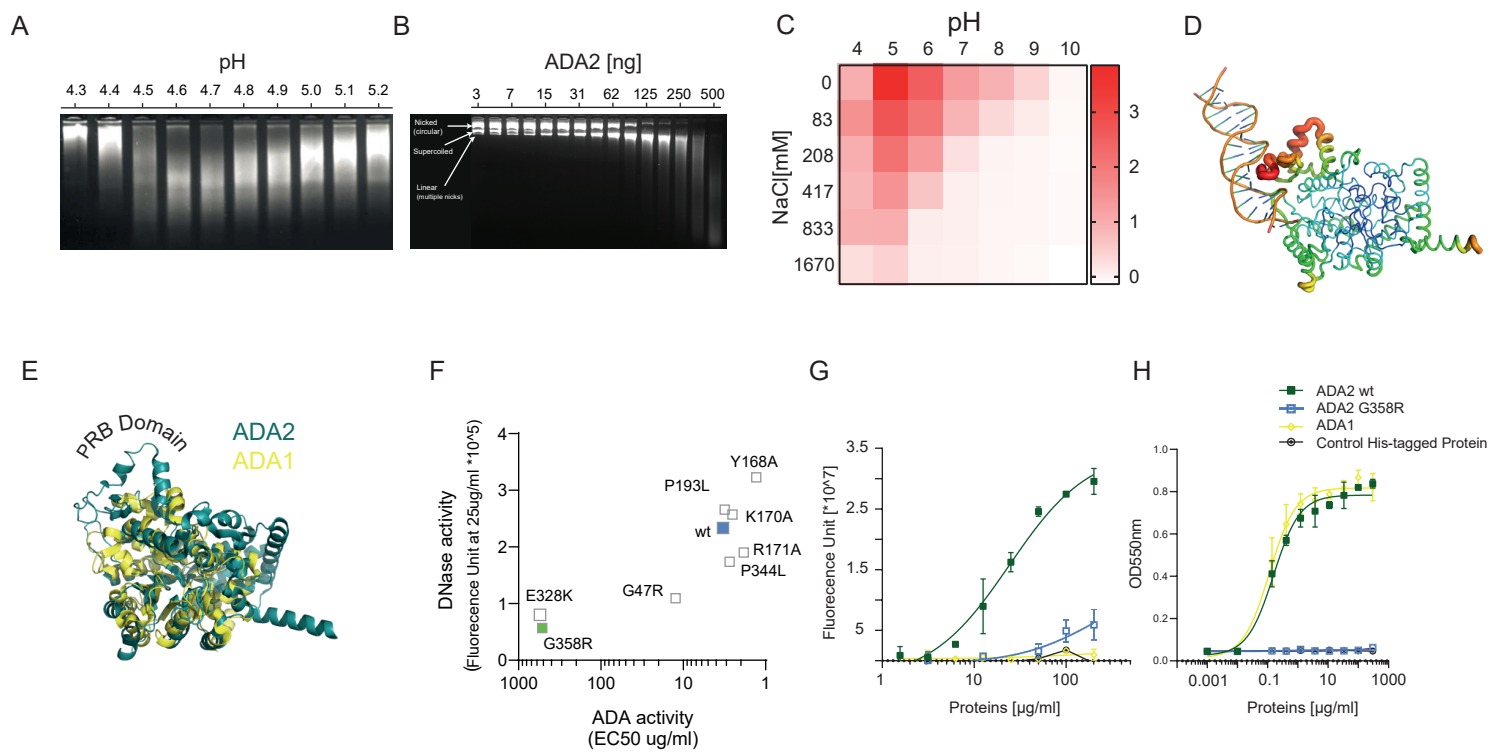 A
pH
4.3 4.4 4.5 4.6 4.7 4.8 4.9 5.0 5.1 5.2
B
ADA2 [ng]
3 7 15 31 62 125 250 500
Nicked
(circular)
Supercoiled
Linear
(multiple nicks)
C
pH
4 5 6 7 8 9 10
NaCl[mM]
0
83
208
417
833
1670
3
2
1
0
D
E
PRB Domain
ADA2
ADA1
F
DNase activity
(Fluorescence Unit at 25ug/ml *10^5)
4
3
2
1
0
Y168A
P193L
K170A
wt
R171A
P344L
G47R
E328K
G358R
1000 100 10 1
ADA activity
(EC50 ug/ml)
G
Fluorecence Unit [*10^7]
3.5
2.5
1.5
5
1 10 100
Proteins [µg/ml]
H
ADA2 wt
ADA2 G358R
ADA1
Control His-tagged Protein
OD550nm
1.0
0.8
0.6
0.4
0.2
0.0
0.001 0.1 10 1000
Proteins [µg/ml]